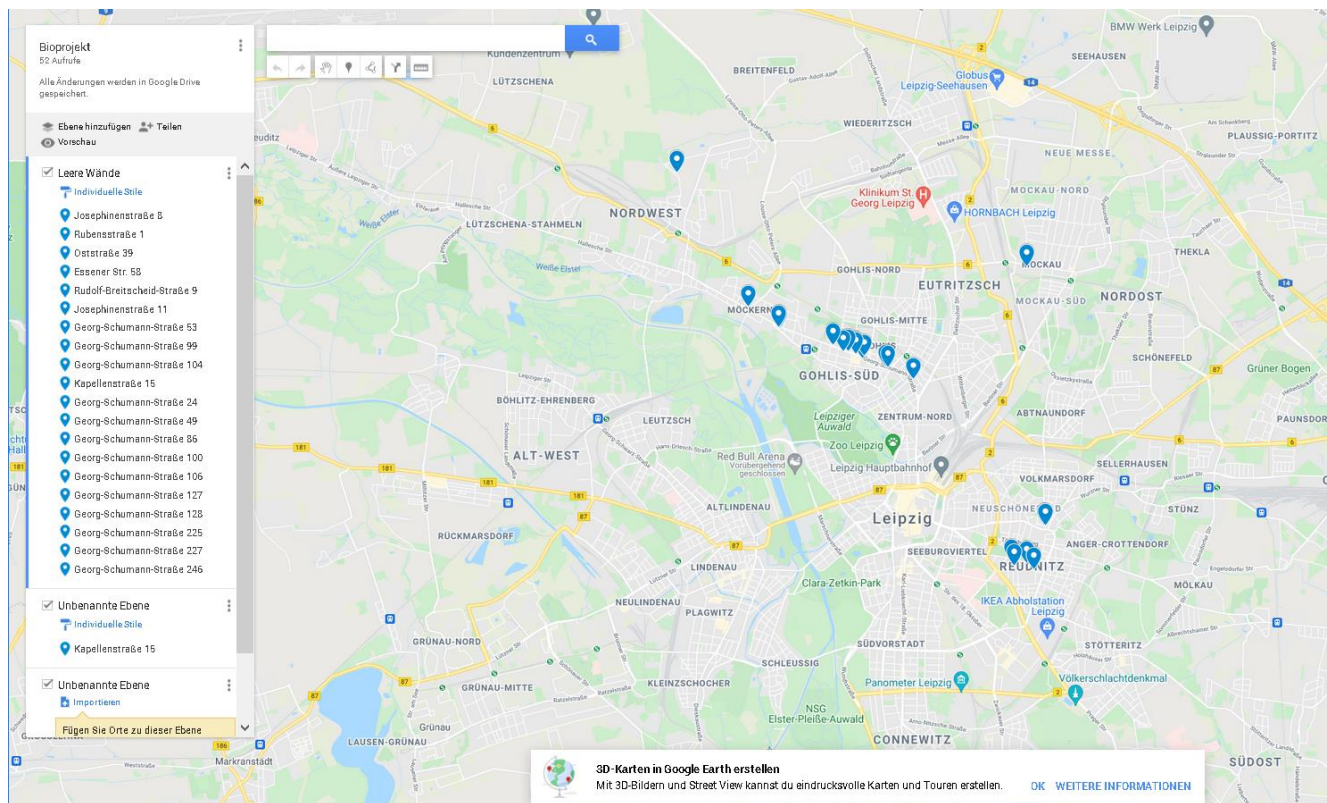 Bioprojekt
52 Aufrufe
Alle Änderungen werden in Google Drive
gespeichert.
Ebene hinzufügen Teilen
Vorschau
Leere Wände
Individuelle Stile
Josephinenstraße 8
Rubensstraße 1
Oststraße 39
Essener Str. 58
Rudolf-Breitscheid-Straße 9
Josephinenstraße 11
Georg-Schumann-Straße 53
Georg-Schumann-Straße 99
Georg-Schumann-Straße 104
Kapellenstraße 15
Georg-Schumann-Straße 24
Georg-Schumann-Straße 49
Georg-Schumann-Straße 86
Georg-Schumann-Straße 100
Georg-Schumann-Straße 106
Georg-Schumann-Straße 127
Georg-Schumann-Straße 128
Georg-Schumann-Straße 225
Georg-Schumann-Straße 227
Georg-Schumann-Straße 246
Unbenannte Ebene
Individuelle Stile
Kapellenstraße 15
Unbenannte Ebene
Importieren
Fügen Sie Orte zu dieser Ebene
BMW Werk Leipzig
Kundenzentrum
SEEHAUSEN
BREITENFELD
Globus
Leipzig-Seehausen
LÜTZSCHENA
WIEDERITZSCH
Am Schenkberg
PLAUSSIG-PORTITZ
NEUE MESSE
Klinikum St.
Georg Leipzig
MOCKAU-NORD
HORNBACH Leipzig
NORDWEST
LÜTZSCHENA-STAHMELN
Weiße Elster
Weiße Elster
THEKLA
MOCKAU
GOHLIS-NORD
EUTRITZSCH
MOCKAU-SÜD
NORDOST
MÖCKERN
GOHLIS-MITTE
SCHÖNEFELD
Grüner Bogen
GOHLIS-SÜD
BÖHLITZ-EHRENBERG
LEUTZSCH
Leipziger
Auwald
ZENTRUM-NORD
ABTNAUNDORF
PAUNSDOR
Zoo Leipzig
ALT-WEST
Red Bull Arena
Vorübergehend
geschlossen
Leipzig Hauptbahnhof
SELLERHAUSEN
VOLKMARSDORF
ALTLINDENAU
Leipzig
STÜNZ
RÜCKMARSDORF
SEEBURGVIERTEL
ANGER-CROTTENDORF
REUDNITZ
LINDENAU
Clara-Zetkin-Park
MÖLKAU
NEULINDENAU
PLAGWITZ
IKEA Abholstation
Leipzig
GRÜNAU-NORD
SÜDVORSTADT
STÖTTERITZ
SCHLEUSSIG
GRÜNAU-MITTE
KLEINZSCHOCHER
Panometer Leipzig
Völkerschlachtdenkmal
NSG
Elster-Pleiße-Auwald
Grünau
LAUSEN-GRÜNAU
CONNEWITZ
Markranstädt
SÜDOST
3D-Karten in Google Earth erstellen
Mit 3D-Bildern und Street View kannst du eindrucksvolle Karten und Touren erstellen.
OK WEITERE INFORMATIONEN